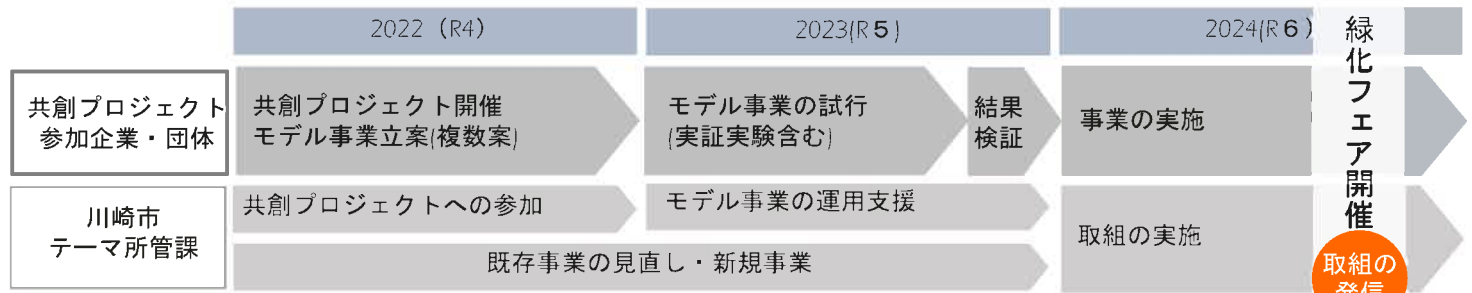 2022（R4）
2023(R５)
2024(R６)
共創プロジェクト
参加企業・団体
共創プロジェクト開催
モデル事業立案(複数案)
モデル事業の試行
(実証実験含む)
結果
検証
事業の実施
川崎市
テーマ所管課
共創プロジェクトへの参加
モデル事業の運用支援
既存事業の見直し・新規事業
取組の実施
緑化フェア開催
取組の
発信